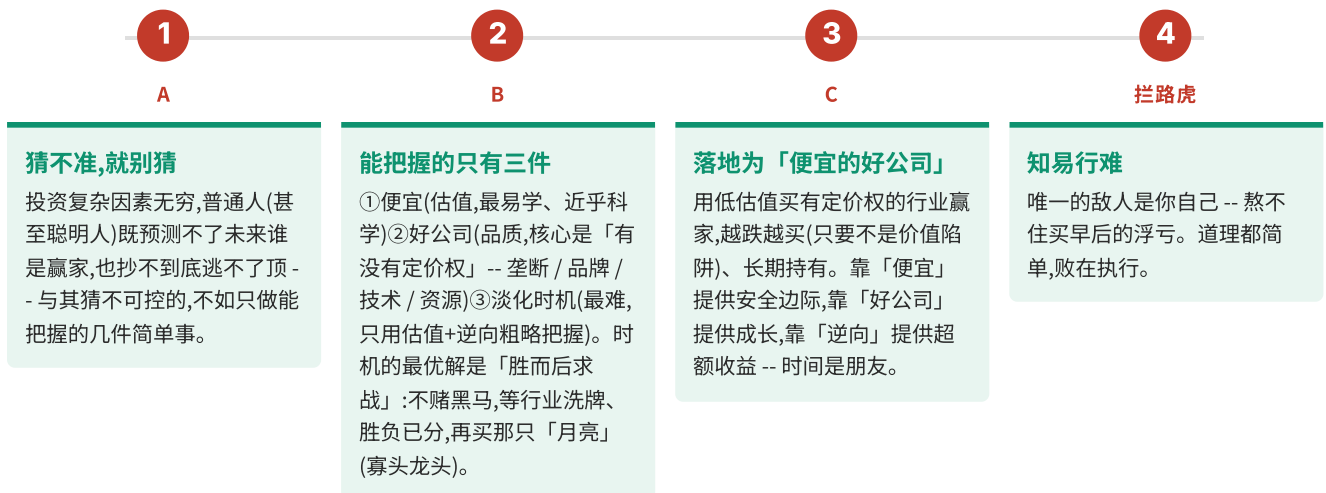 1
A
猜不准,就别猜
投资复杂因素无穷,普通人(甚
至聪明人)既预测不了未来谁
是赢家,也抄不到底逃不了顶 -
- 与其猜不可控的,不如只做能
把握的几件简单事。
2
B
能把握的只有三件
①便宜(估值,最易学、近乎科
学)②好公司(品质,核心是「有
没有定价权」-- 垄断 / 品牌 /
技术 / 资源)③淡化时机(最难,
只用估值+逆向粗略把握)。时
机的最优解是「胜而后求
战」:不赌黑马,等行业洗牌、
胜负已分,再买那只「月亮」
(寡头龙头)。
3
C
落地为「便宜的好公司」
用低估值买有定价权的行业赢
家,越跌越买(只要不是价值陷
阱)、长期持有。靠「便宜」
提供安全边际,靠「好公司」
提供成长,靠「逆向」提供超
额收益 -- 时间是朋友。
4
拦路虎
知易行难
唯一的敌人是你自己 -- 熬不
住买早后的浮亏。道理都简
单,败在执行。